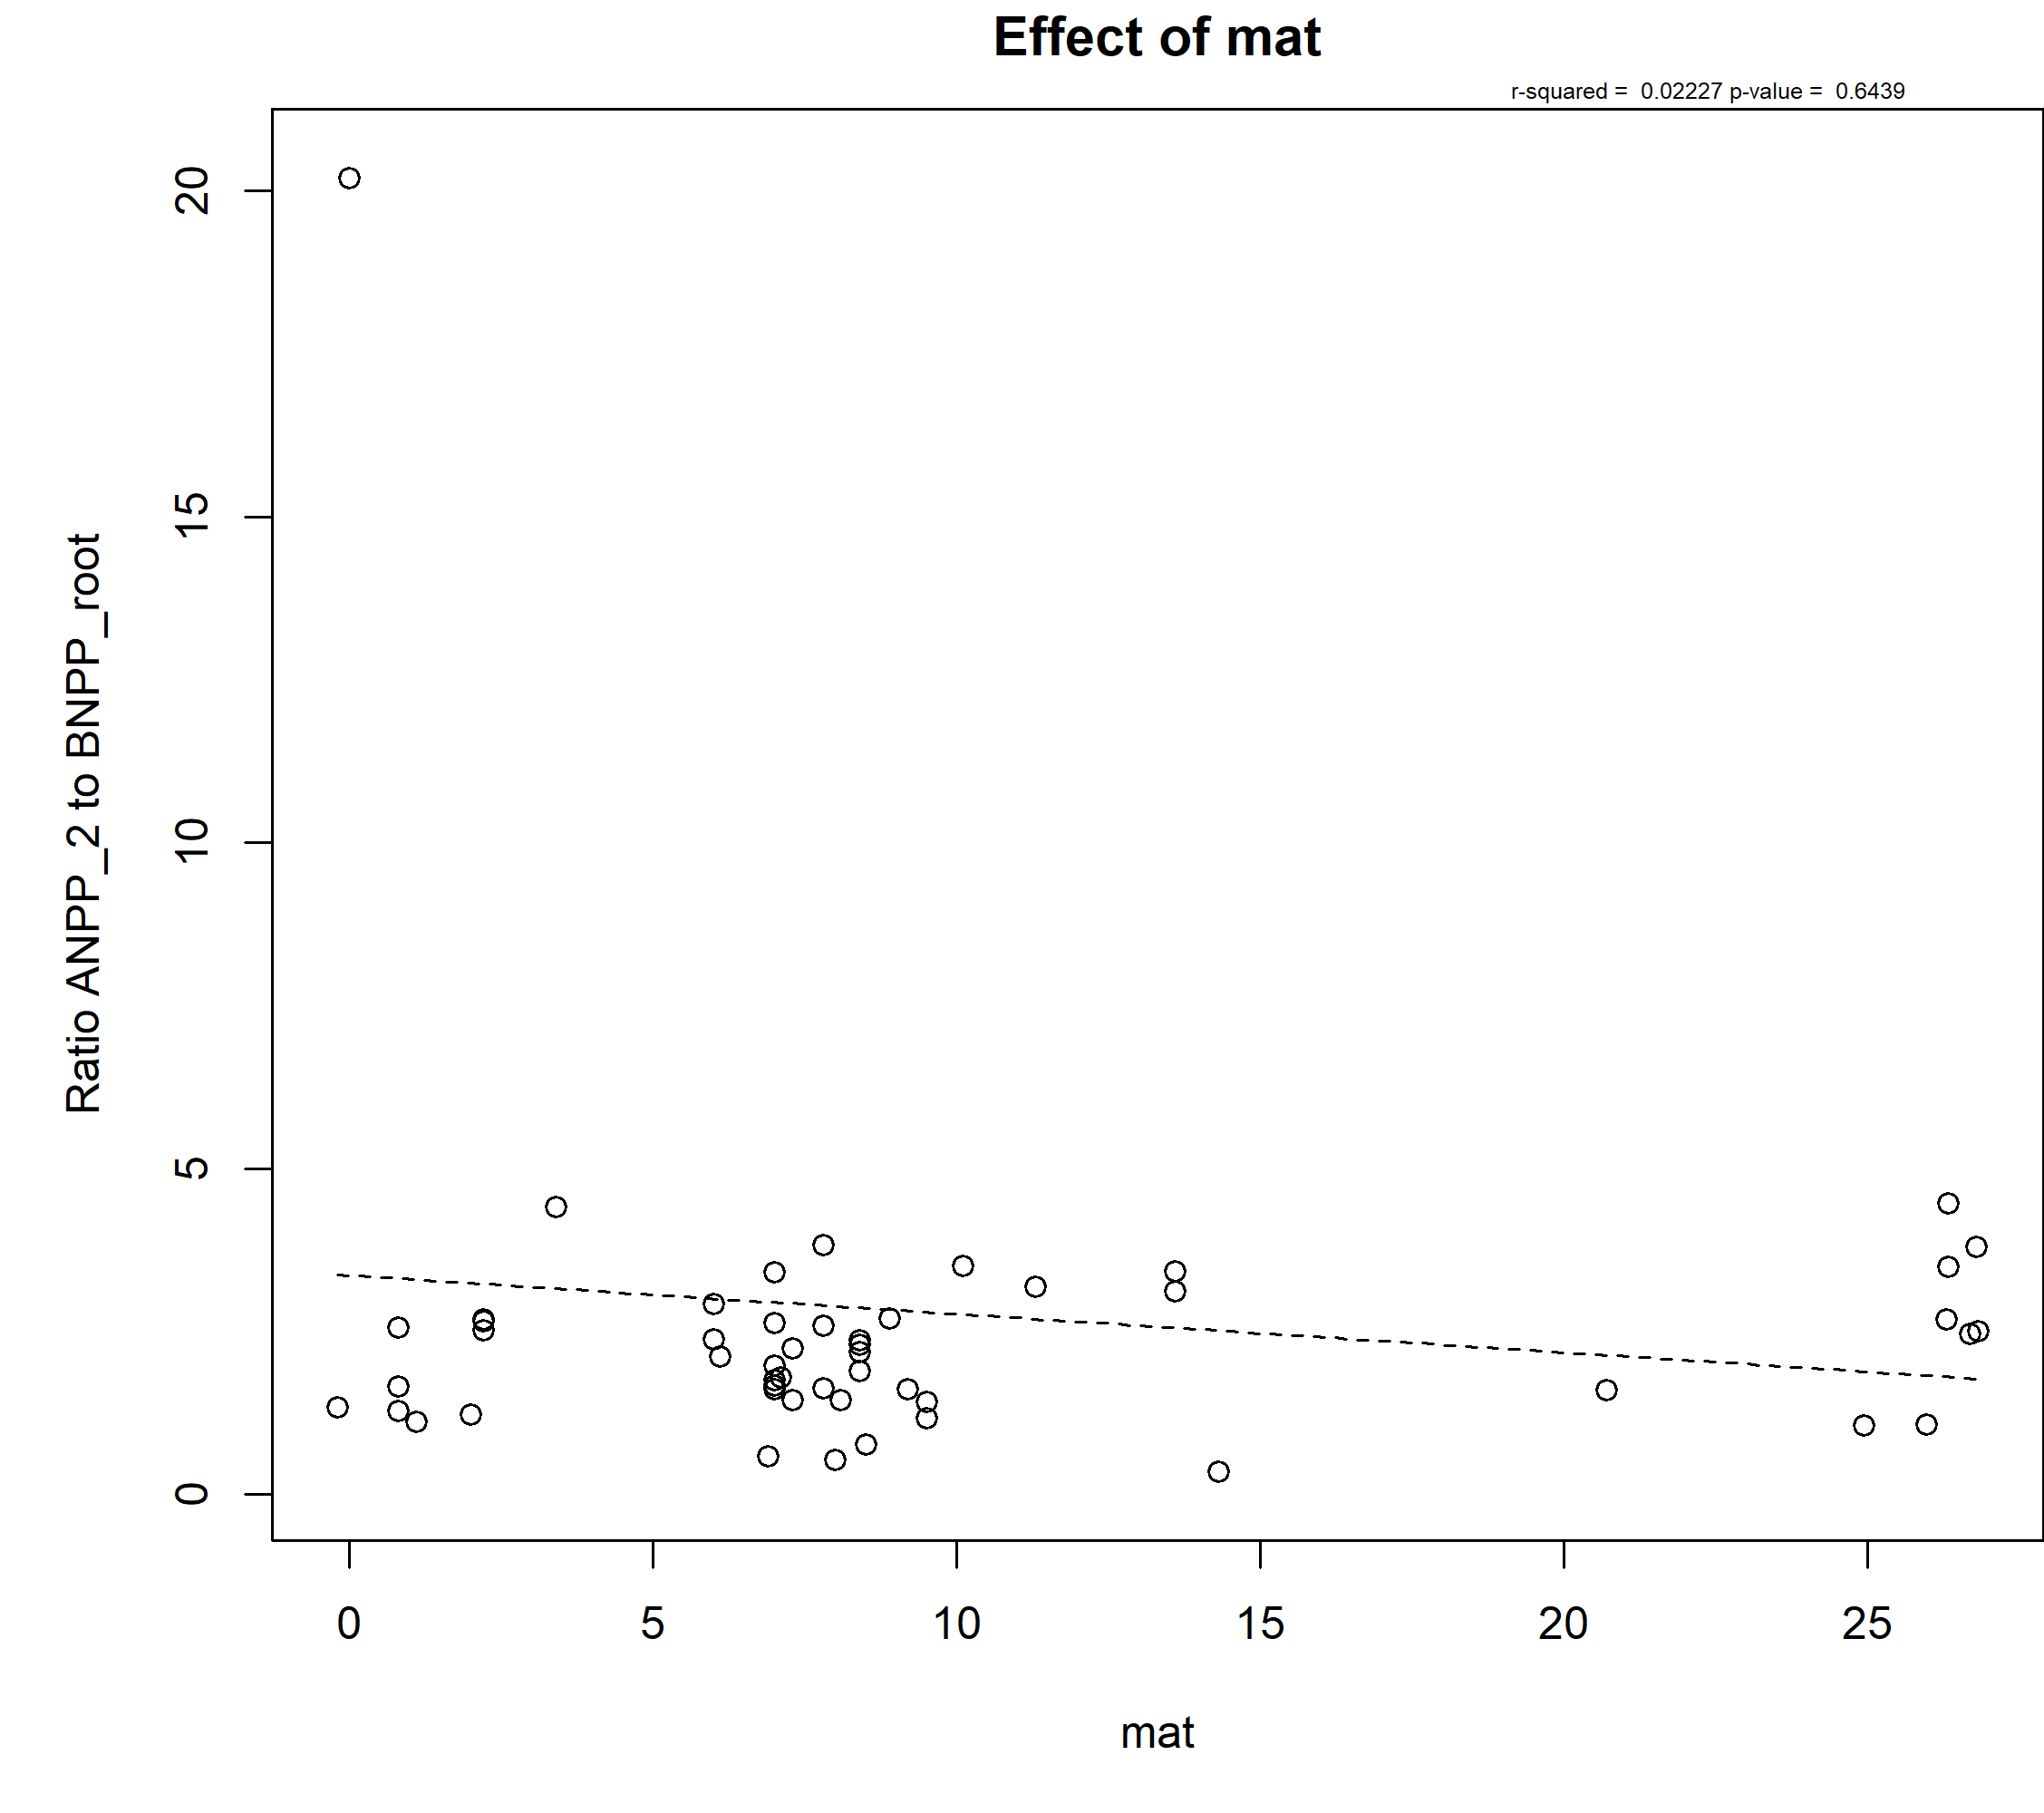 Effect of mat
r-squared =  0.02227 p-value =  0.6439
Ratio ANPP_2 to BNPP_root
20
15
10
5
0
0 5 10 15 20 25
mat